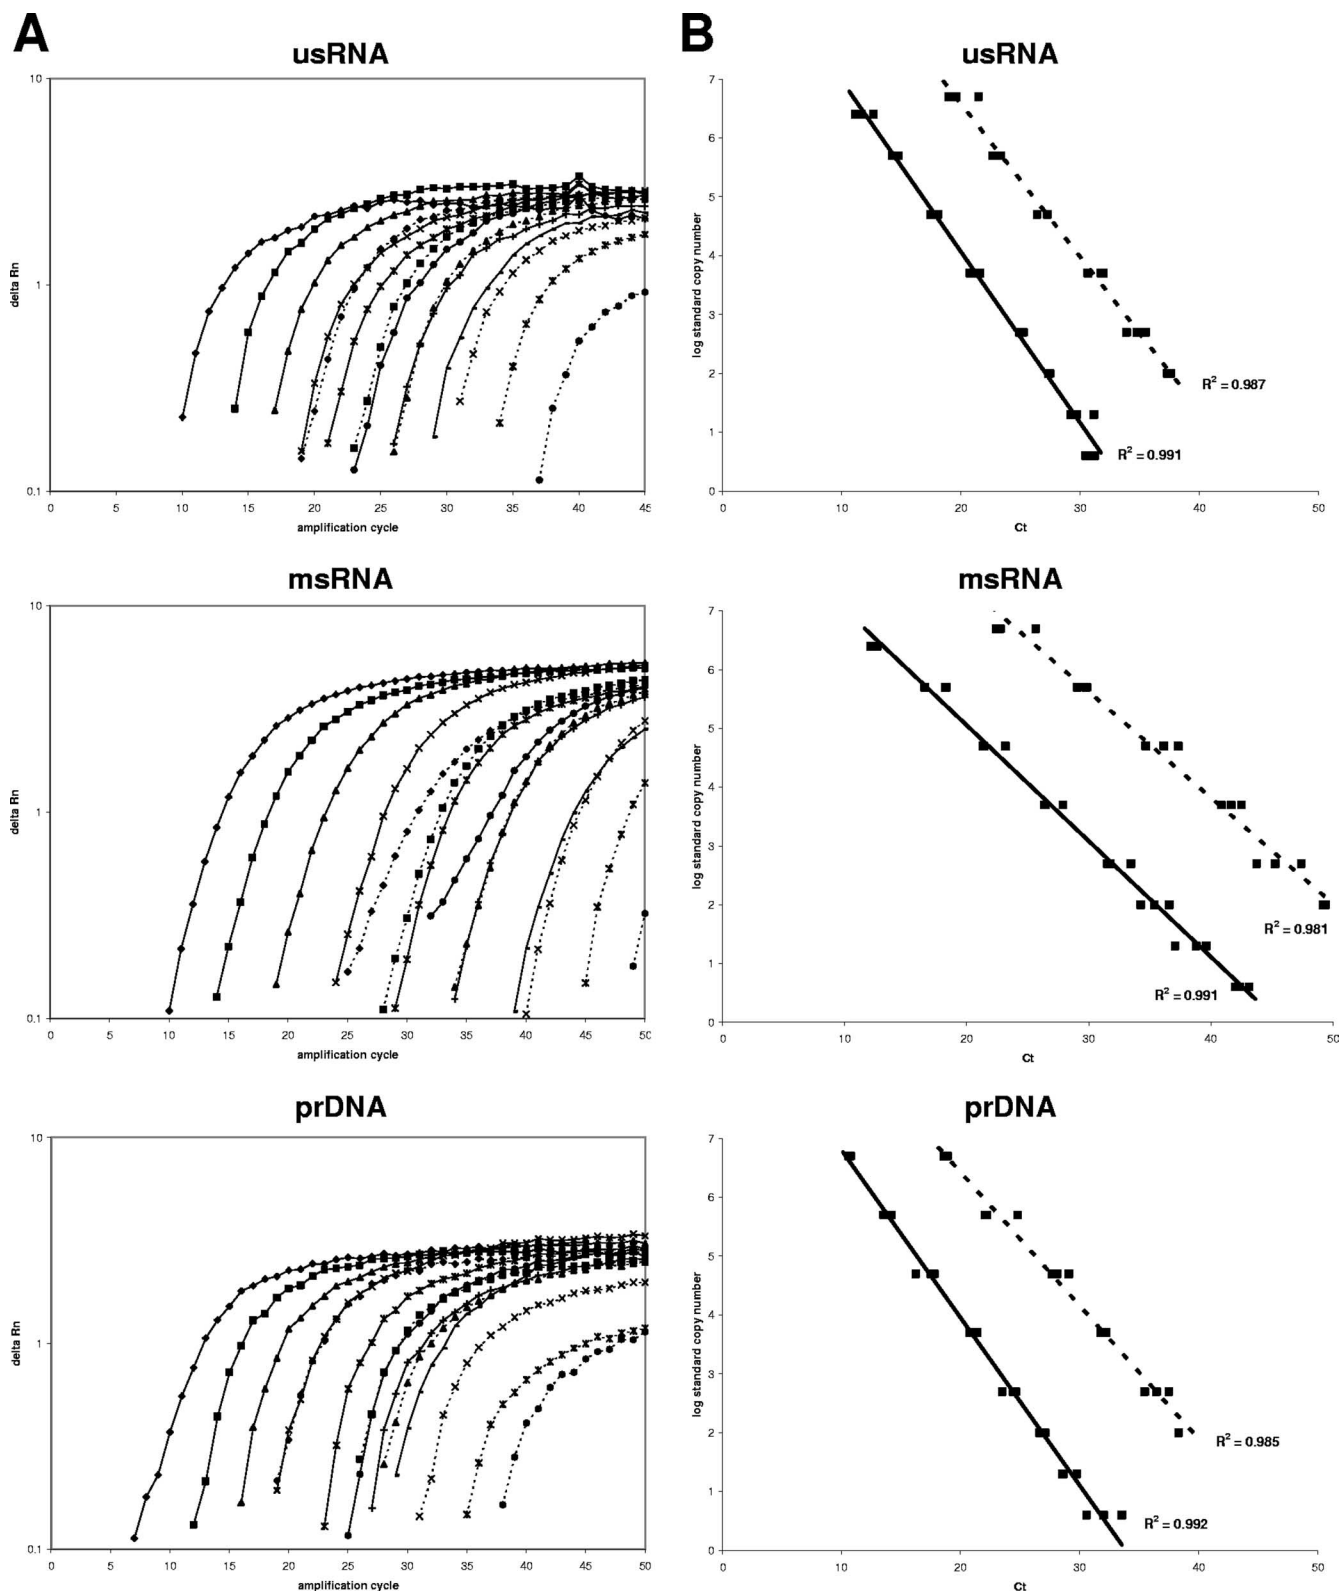 A
B
usRNA
usRNA
10
1
0.1
delta Rn
0 5 10 15 20 25 30 35 40 45
amplification cycle
7
6
5
4
3
2
1
0
log standard copy number
R² = 0.987
R² = 0.991
0 10 20 30 40 50
Ct
msRNA
msRNA
10
1
0.1
delta Rn
0 5 10 15 20 25 30 35 40 45 50
amplification cycle
7
6
5
4
3
2
1
0
log standard copy number
R² = 0.981
R² = 0.991
0 10 20 30 40 50
Ct
prDNA
prDNA
10
1
0.1
delta Rn
0 5 10 15 20 25 30 35 40 45 50
amplification cycle
7
6
5
4
3
2
1
0
log standard copy number
R² = 0.985
R² = 0.992
0 10 20 30 40 50
Ct